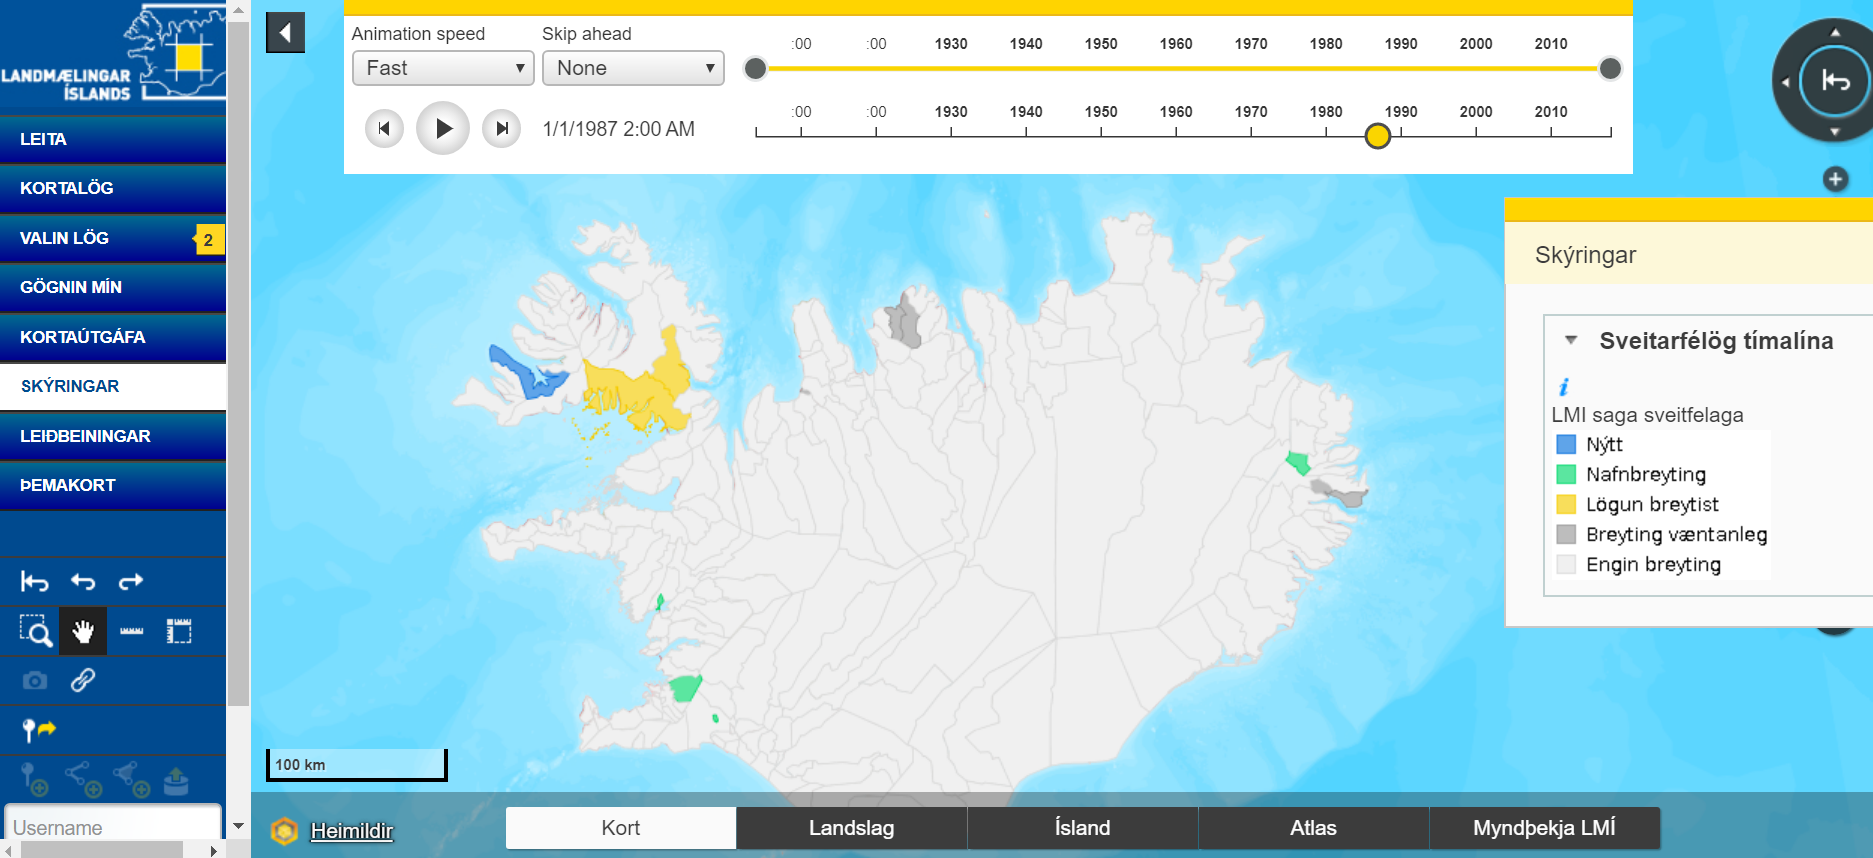 LANDMÆLINGAR
ÍSLANDS
LEITA
KORTALÖG
VALIN LÖG 2
GÖGNIN MÍN
KORTAÚTGÁFA
SKÝRINGAR
LEIÐBEININGAR
ÞEMAKORT
Username
Animation speed Skip ahead
Fast None
1/1/1987 2:00 AM
:00 :00 1930 1940 1950 1960 1970 1980 1990 2000 2010
:00 :00 1930 1940 1950 1960 1970 1980 1990 2000 2010
Skýringar
Sveitarfélög tímalína
i
LMI saga sveitfelaga
Nýtt
Nafnbreyting
Lögun breytist
Breyting væntanleg
Engin breyting
100 km
Heimildir
Kort Landslag Ísland Atlas Myndþekja LMÍ